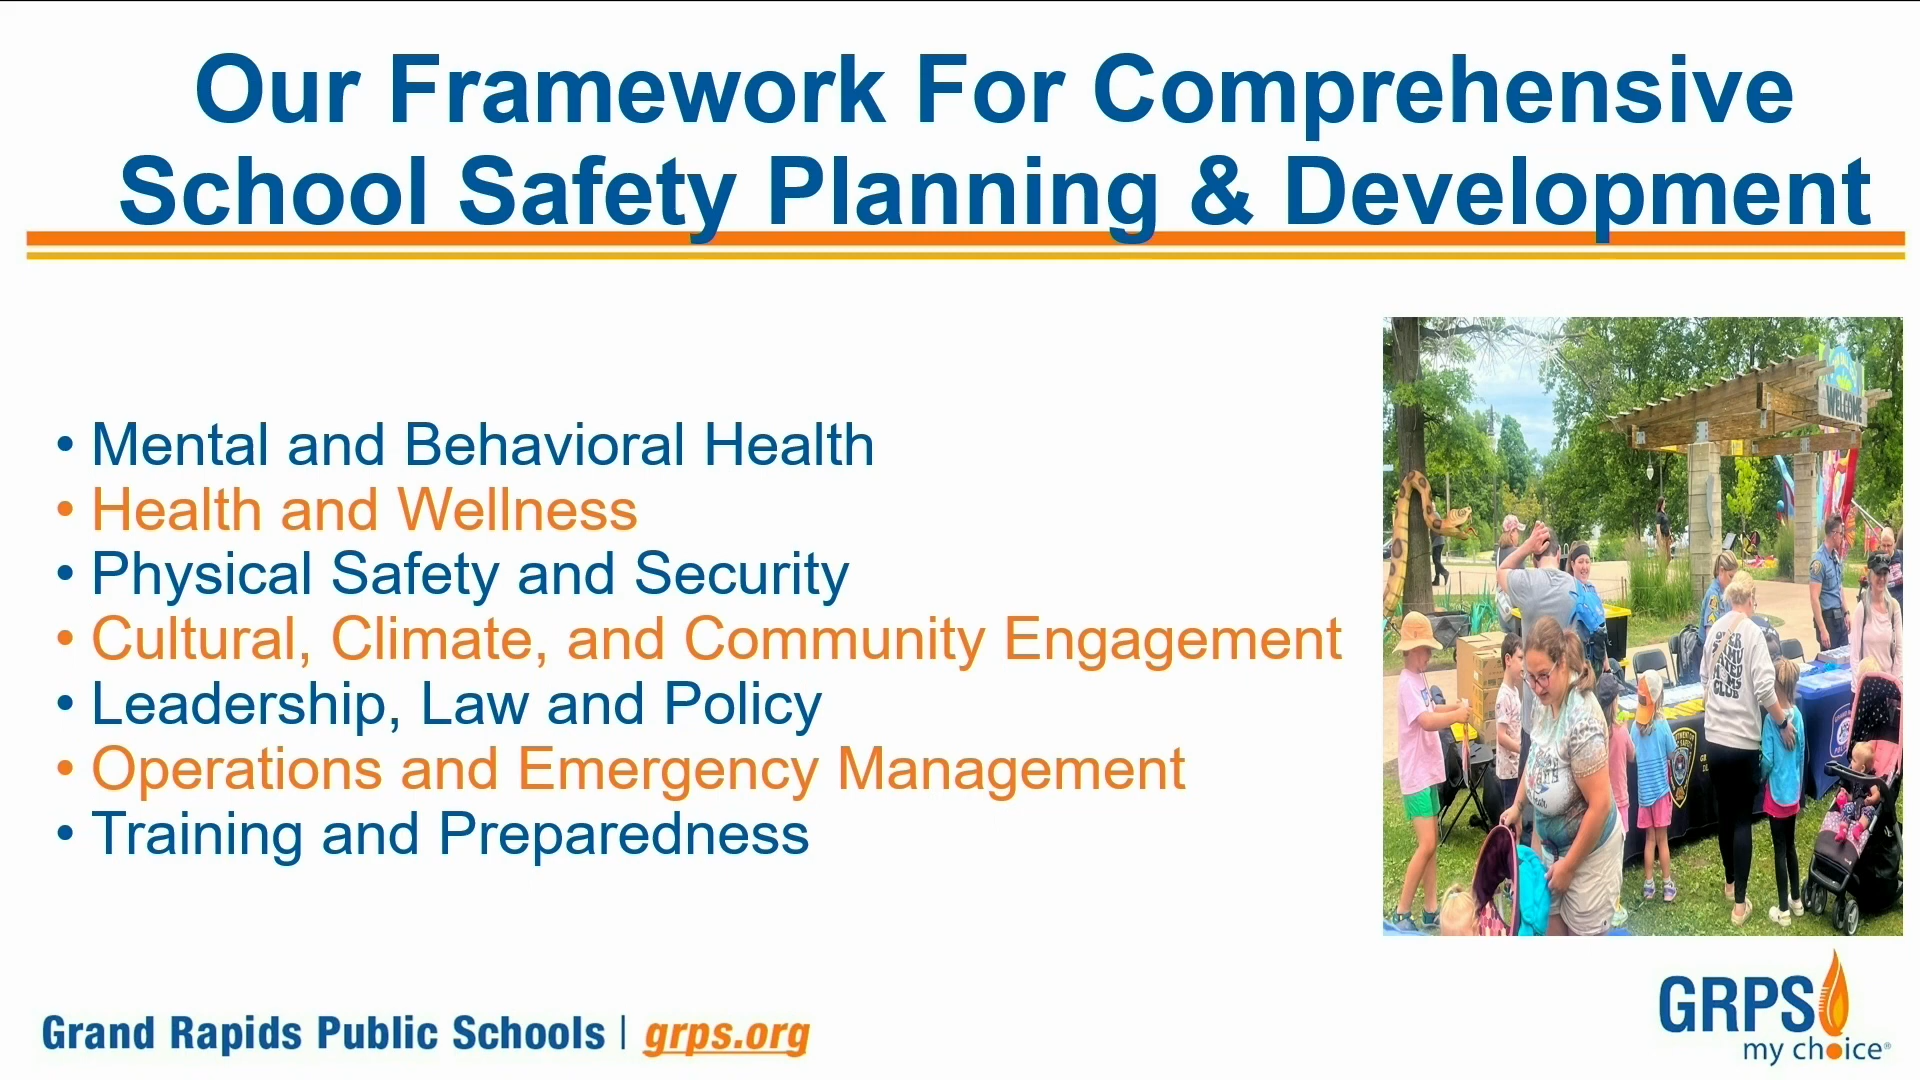 Our Framework For Comprehensive
School Safety Planning & Development
• Mental and Behavioral Health
• Health and Wellness
• Physical Safety and Security
• Cultural, Climate, and Community Engagement
• Leadership, Law and Policy
• Operations and Emergency Management
• Training and Preparedness
WELCOME
CLUB
Grand Rapids Public Schools | grps.org
GRPS
my choice®